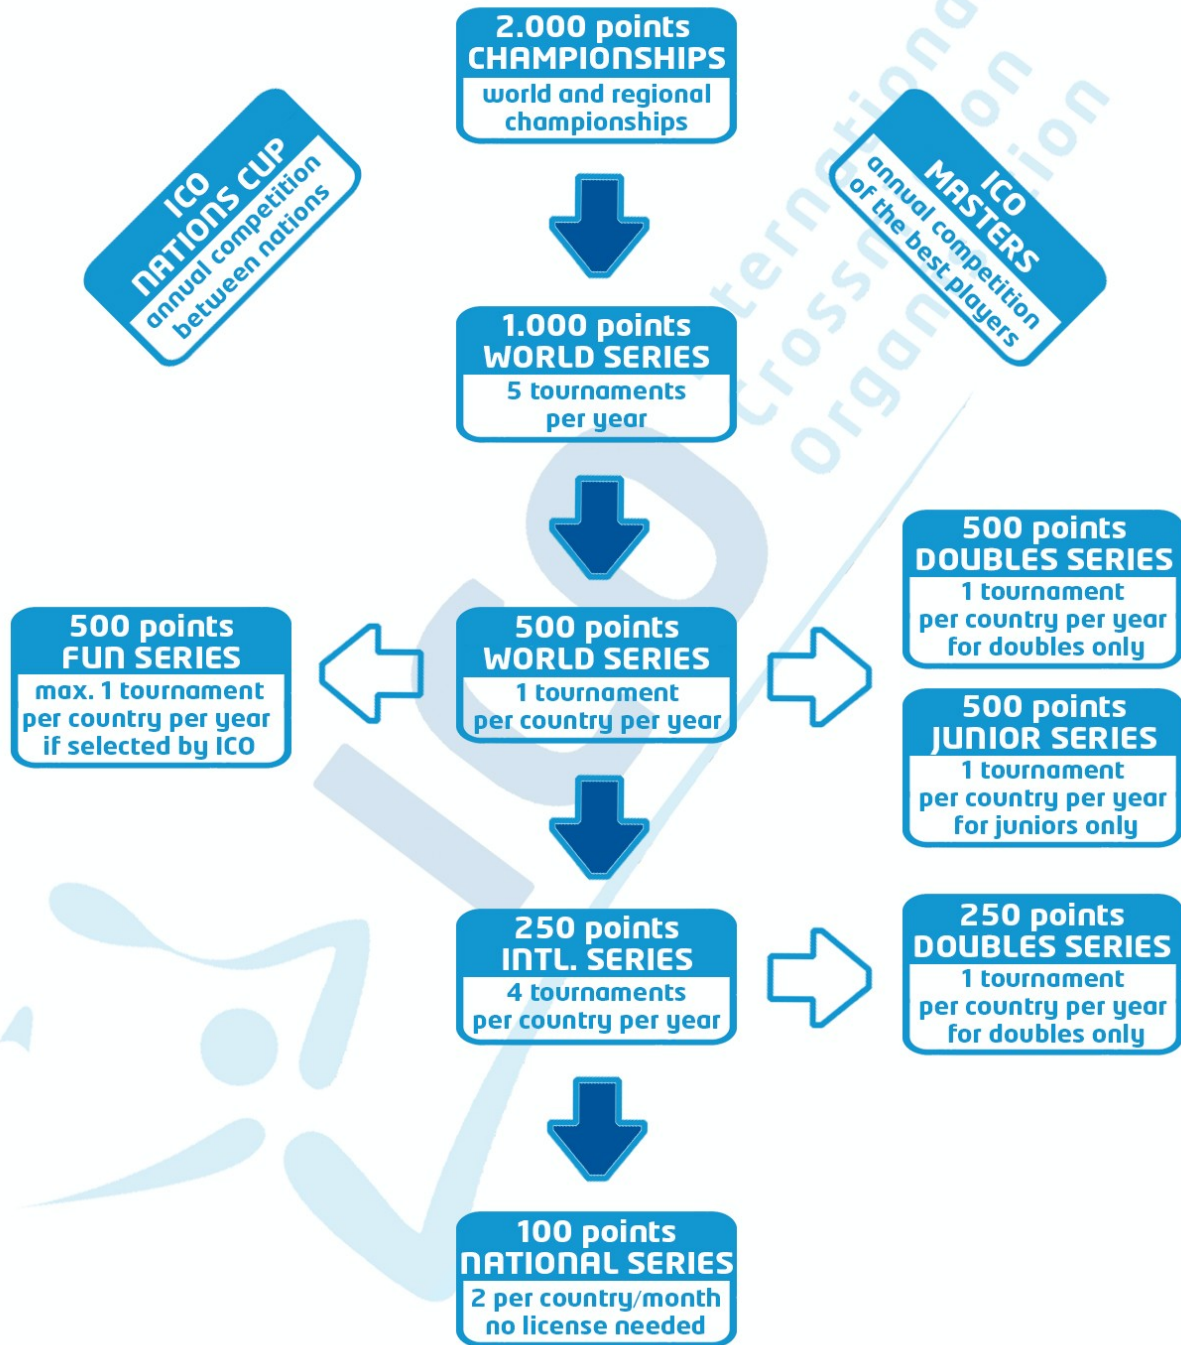 2.000 points
CHAMPIONSHIPS
world and regional
championships
ICO
NATIONS CUP
annual competition
between nations
ICO
MASTERS
annual competition
of the best players
International
Crossminton
Organisation
1.000 points
WORLD SERIES
5 tournaments
per year
ICO
500 points
DOUBLES SERIES
1 tournament
per country per year
for doubles only
500 points
FUN SERIES
max. 1 tournament
per country per year
if selected by ICO
500 points
WORLD SERIES
1 tournament
per country per year
500 points
JUNIOR SERIES
1 tournament
per country per year
for juniors only
250 points
INTL. SERIES
4 tournaments
per country per year
250 points
DOUBLES SERIES
1 tournament
per country per year
for doubles only
100 points
NATIONAL SERIES
2 per country/month
no license needed